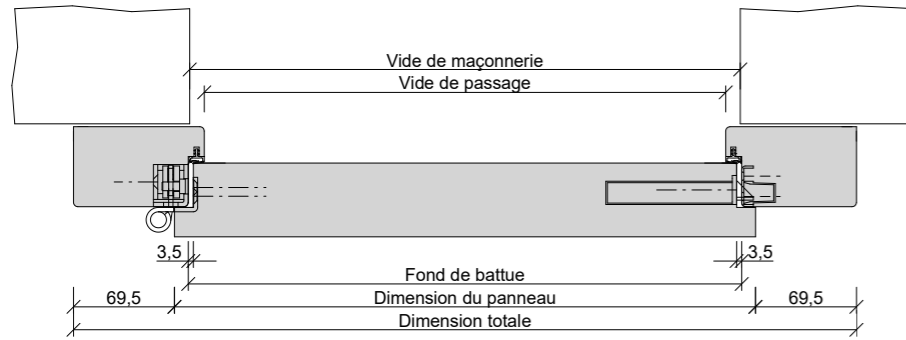 Vide de maçonnerie
Vide de passage
3,5
3,5
Fond de battue
69,5
Dimension du panneau
69,5
Dimension totale